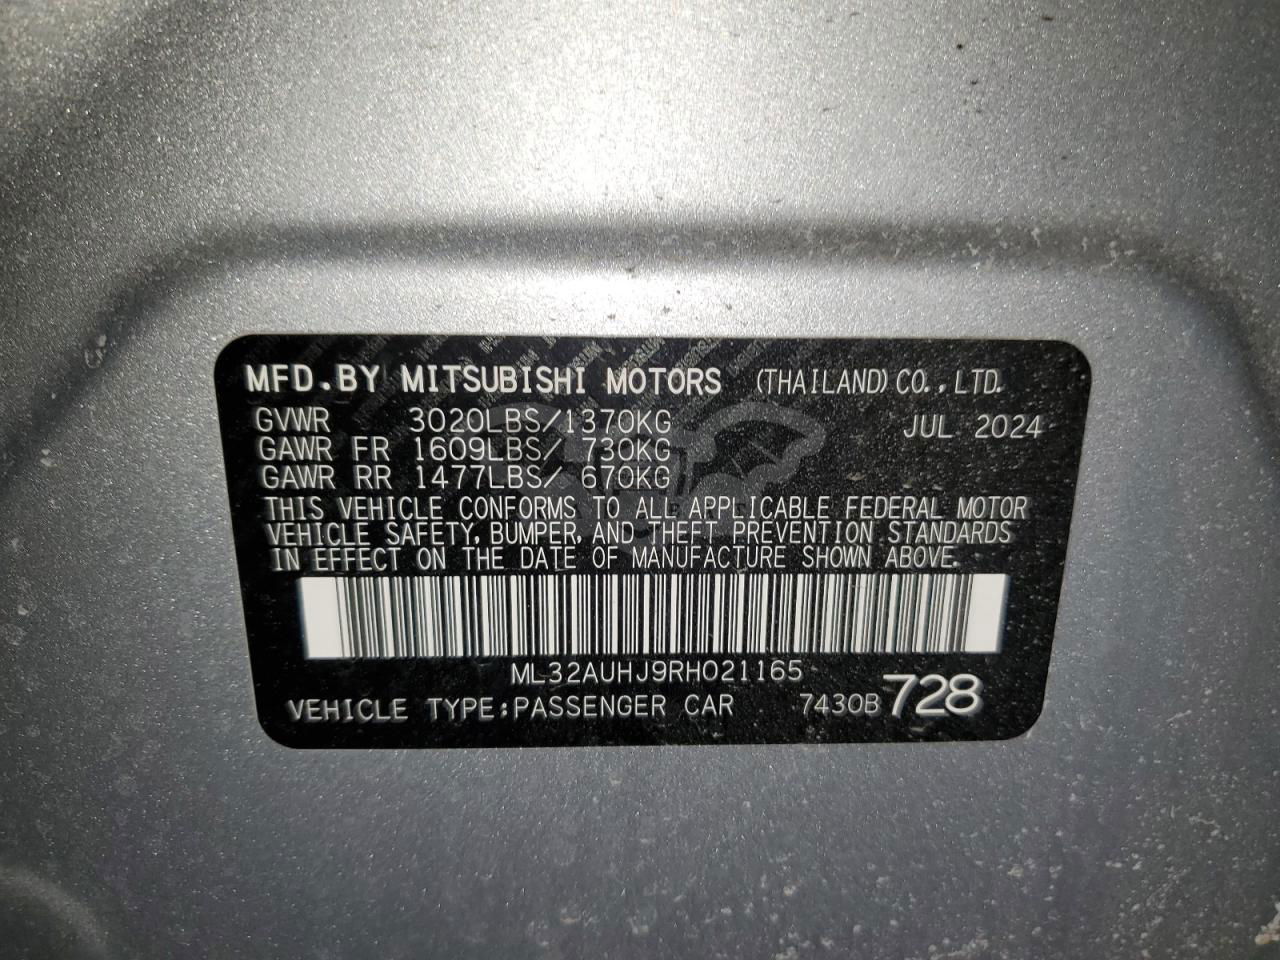 MFD.BY MITSUBISHI MOTORS (THAILAND) CO.,LTD.
GVWR 3020LBS/1370KG JUL 2024
GAWR FR 1609LBS/ 730KG
GAWR RR 1477LBS/ 670KG
THIS VEHICLE CONFORMS TO ALL APPLICABLE FEDERAL MOTOR
VEHICLE SAFETY, BUMPER, AND THEFT PREVENTION STANDARDS
IN EFFECT ON THE DATE OF MANUFACTURE SHOWN ABOVE.
ML32AUHJ9RH021165
VEHICLE TYPE:PASSENGER CAR 7430B 728